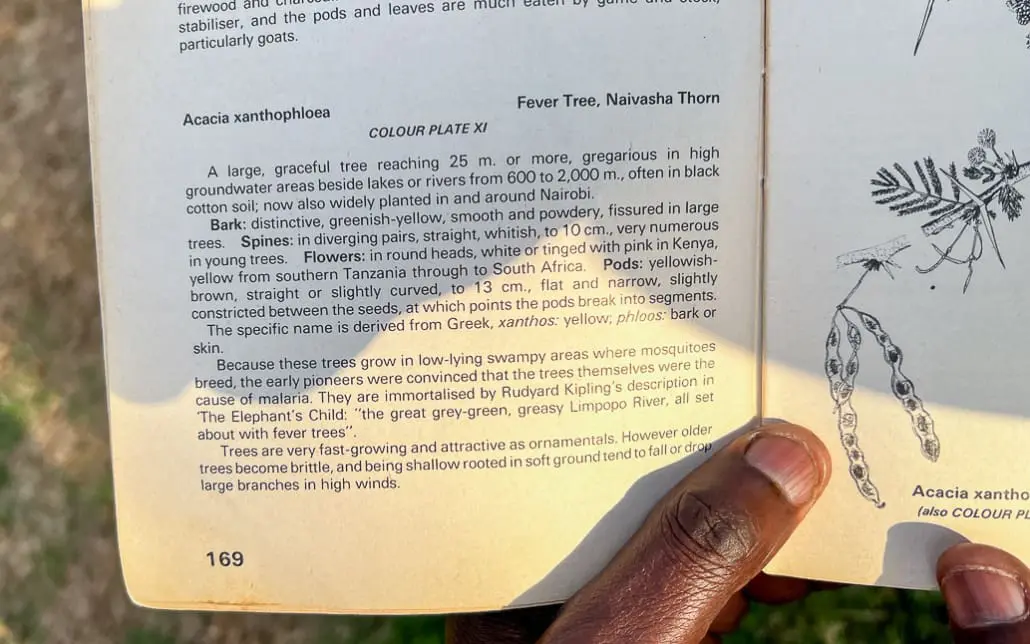 firewood and
stabiliser, and the pods and leaves are much eaten by game and stock,
particularly goats.
Acacia xanthophloea
Fever Tree, Naivasha Thorn
COLOUR PLATE XI
A large, graceful tree reaching 25 m. or more, gregarious in high
groundwater areas beside lakes or rivers from 600 to 2,000 m., often in black
cotton soil; now also widely planted in and around Nairobi.
Bark: distinctive, greenish-yellow, smooth and powdery, fissured in large
trees. Spines: in diverging pairs, straight, whitish, to 10 cm., very numerous
in young trees. Flowers: in round heads, white or tinged with pink in Kenya,
yellow from southern Tanzania through to South Africa. Pods: yellowish-
brown, straight or slightly curved, to 13 cm., flat and narrow, slightly
constricted between the seeds, at which points the pods break into segments.
The specific name is derived from Greek, xanthos: yellow; phloos: bark or
skin.
Because these trees grow in low-lying swampy areas where mosquitoes
breed, the early pioneers were convinced that the trees themselves were the
cause of malaria. They are immortalised by Rudyard Kipling's description in
'The Elephant's Child: "the great grey-green, greasy Limpopo River, all set
about with fever trees".
Trees are very fast-growing and attractive as ornamentals. However older
trees become brittle, and being shallow rooted in soft ground tend to fall or drop
large branches in high winds.
169
Acacia xantho
(also COLOUR PL